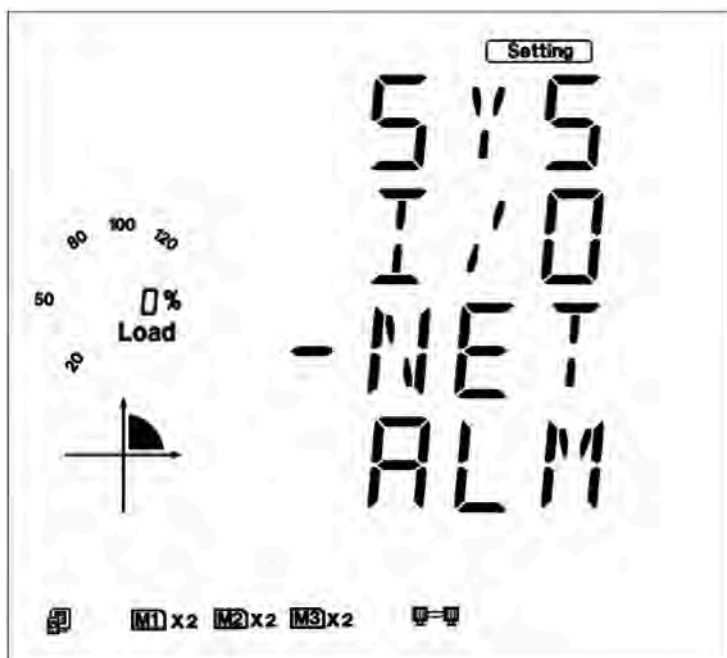 Setting
SYS
I/O
-NET
ALM
20
50
80
100
120
0%
Load
M1 X2 M2 X2 M3 X2